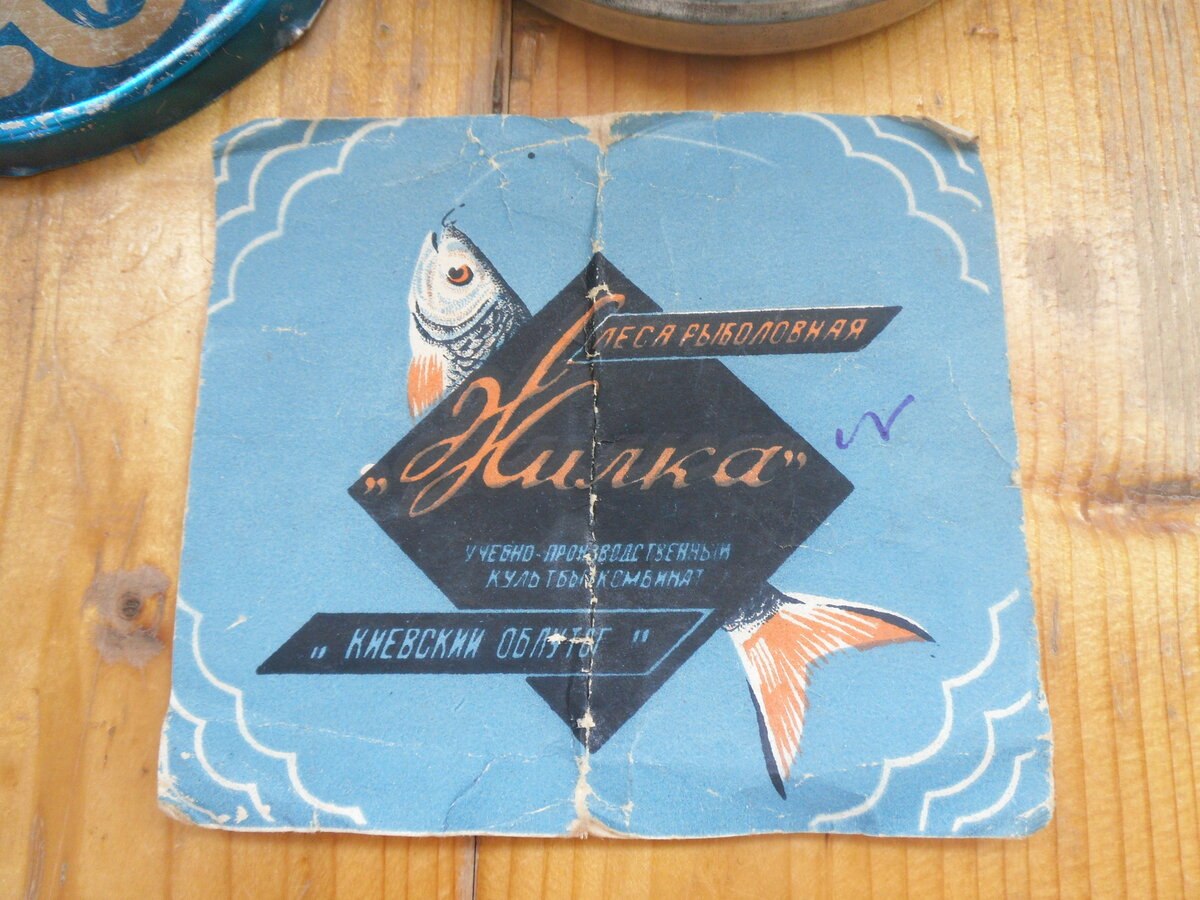 ЛЕСА РЫБОЛОВНАЯ
„Жилка”
УЧЕБНО-ПРОИЗВОДСТВЕННЫЙ
КУЛЬТБЫТКОМБИНАТ
„ КИЕВСКИЙ ОБЛУТОГ "